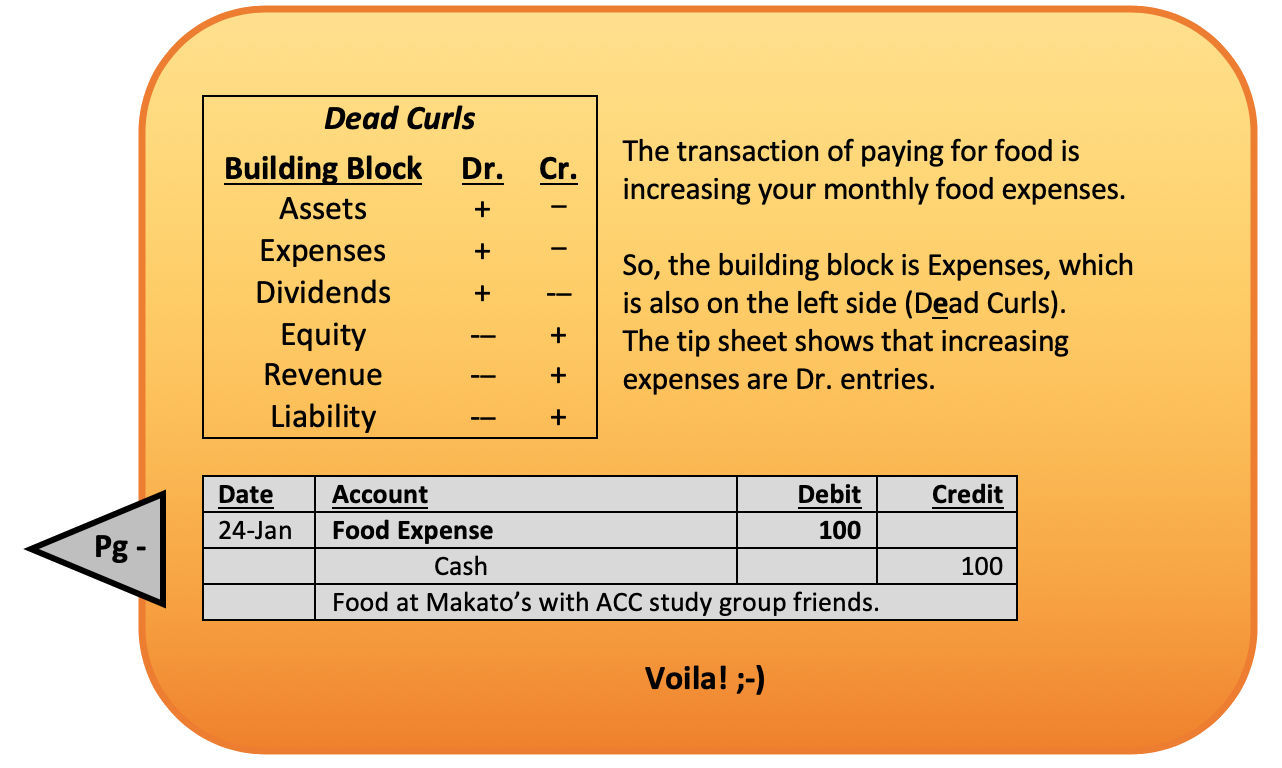 Dead Curls
Building Block Dr. Cr.
Assets + –
Expenses + –
Dividends + -–
Equity -– +
Revenue -– +
Liability -– +
The transaction of paying for food is
increasing your monthly food expenses.
So, the building block is Expenses, which
is also on the left side (Dead Curls).
The tip sheet shows that increasing
expenses are Dr. entries.
Date Account Debit Credit
24-Jan Food Expense 100
Cash 100
Food at Makato’s with ACC study group friends.
Pg -
Voila! ;-)